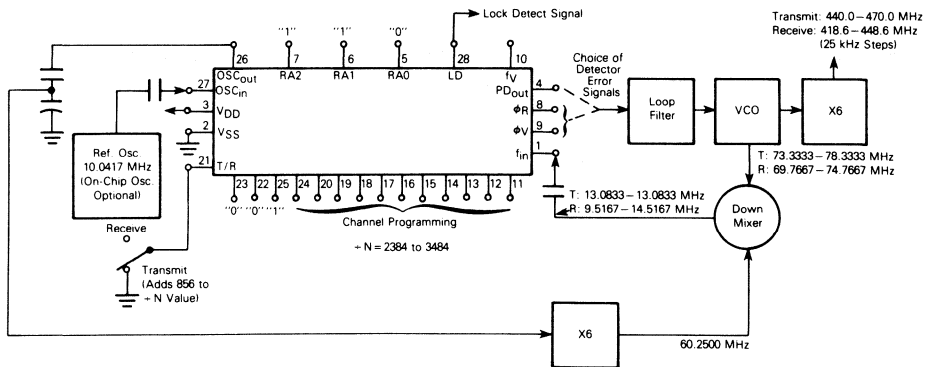 Lock Detect Signal
Transmit: 440.0–470.0 MHz
Receive: 418.6–448.6 MHz
(25 kHz Steps)
"1" "1" "0"
26 7 6 5 28 10
OSCout RA2 RA1 RA0 LD fV
27 OSCin
3 VDD
2 VSS
21 T/R
PDout 4
φR 8
φV 9
fin 1
Choice of
Detector
Error
Signals
Loop
Filter
VCO
X6
Ref. Osc.
10.0417 MHz
(On-Chip Osc.
Optional)
23 22 25 24 20 19 18 17 16 15 14 13 12 11
"0" "0" "1"
Channel Programming
÷ N = 2384 to 3484
T: 73.3333–78.3333 MHz
R: 69.7667–74.7667 MHz
T: 13.0833–13.0833 MHz
R: 9.5167–14.5167 MHz
Down
Mixer
Receive
Transmit
(Adds 856 to
÷ N Value)
X6
60.2500 MHz